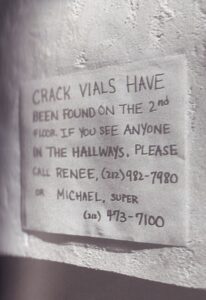 CRACK VIALS HAVE
BEEN FOUND ON THE 2nd
FLOOR. IF YOU SEE ANYONE
IN THE HALLWAYS, PLEASE
CALL RENEE, (212) 982-7980
OR MICHAEL, SUPER
(212) 473-7100